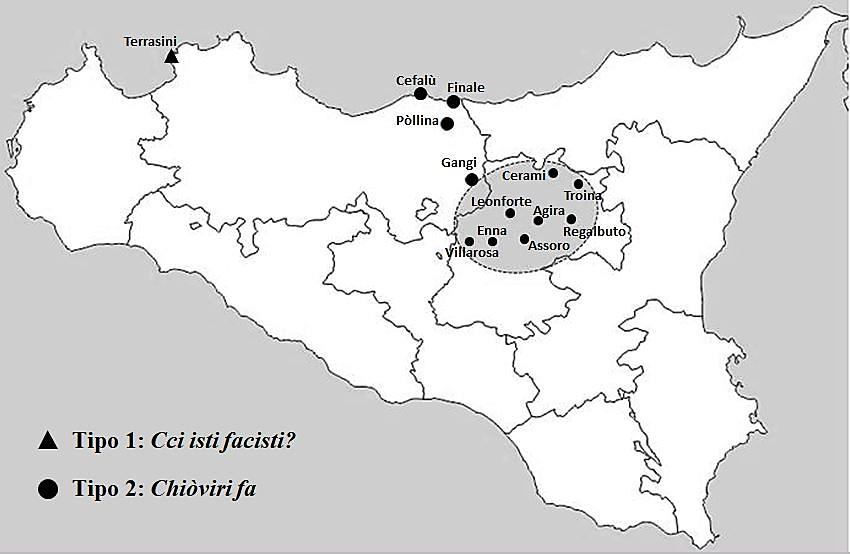 Terrasini
Cefalù
Finale
Pòllina
Gangi
Cerami
Troina
Leonforte
Agira
Regalbuto
Enna
Assoro
Villarosa
Tipo 1: Cci isti facisti?
Tipo 2: Chiòviri fa